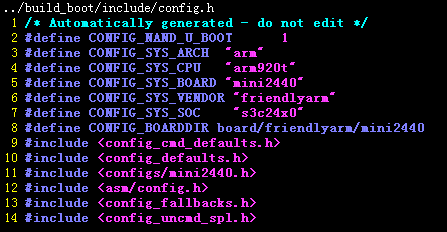 ../build_boot/include/config.h
1 /* Automatically generated - do not edit */
2 #define CONFIG_NAND_U_BOOT      1
3 #define CONFIG_SYS_ARCH  "arm"
4 #define CONFIG_SYS_CPU   "arm920t"
5 #define CONFIG_SYS_BOARD "mini2440"
6 #define CONFIG_SYS_VENDOR "friendlyarm"
7 #define CONFIG_SYS_SOC    "s3c24x0"
8 #define CONFIG_BOARDDIR board/friendlyarm/mini2440
9 #include <config_cmd_defaults.h>
10 #include <config_defaults.h>
11 #include <configs/mini2440.h>
12 #include <asm/config.h>
13 #include <config_fallbacks.h>
14 #include <config_uncmd_spl.h>